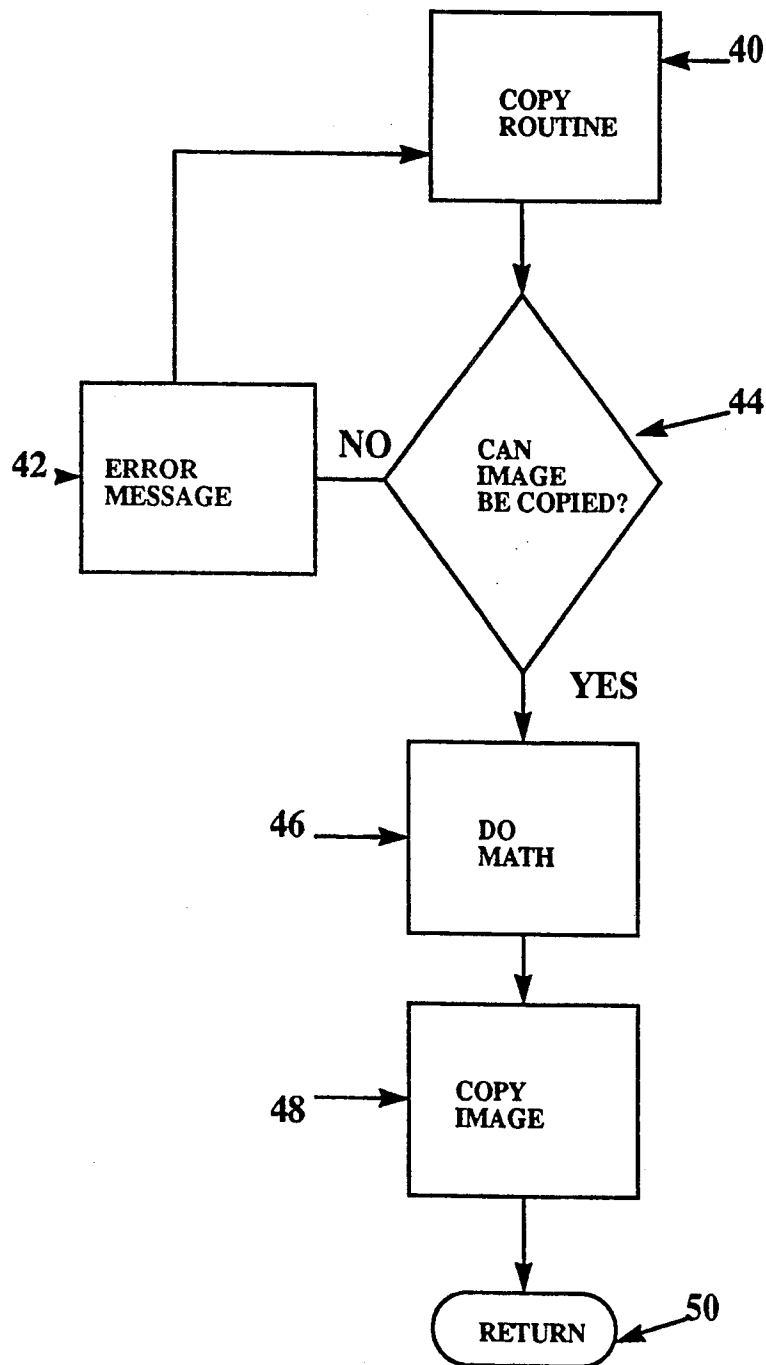 40
COPY
ROUTINE
44
NO
CAN
IMAGE
BE COPIED?
42
ERROR
MESSAGE
YES
46
DO
MATH
48
COPY
IMAGE
50
RETURN